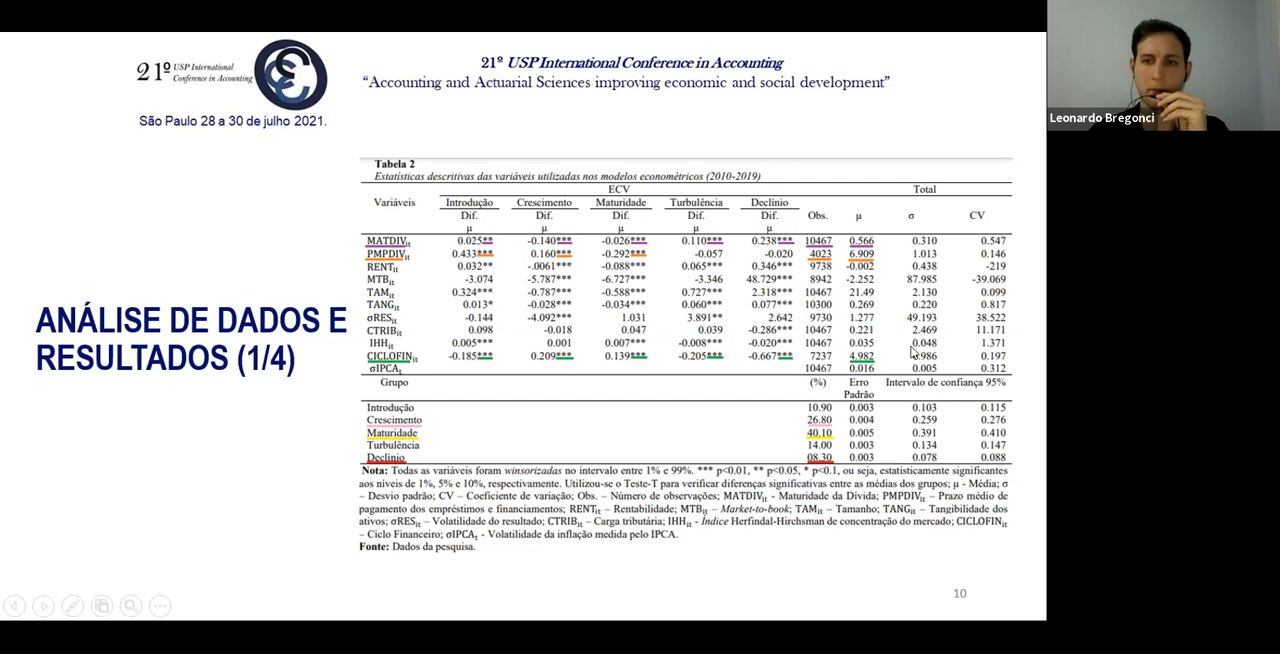 21º USP International
Conference in Accounting
São Paulo 28 a 30 de julho 2021.
21º USP International Conference in Accounting
“Accounting and Actuarial Sciences improving economic and social development”
Leonardo Bregonci
ANÁLISE DE DADOS E
RESULTADOS (1/4)
Tabela 2
Estatísticas descritivas das variáveis utilizadas nos modelos econométricos (2010-2019)
ECV Total
Variáveis Introdução Crescimento Maturidade Turbulência Declínio
Dif. Dif. Dif. Dif. Dif. Obs. µ σ CV
µ µ µ µ µ
MATDIVit 0.025** -0.140*** -0.026*** 0.110*** 0.238*** 10467 0.566 0.310 0.547
PMPDIVit 0.433*** 0.160*** -0.292*** -0.057 -0.020 4023 6.909 1.013 0.146
RENTit 0.032** -.0061*** -0.088*** 0.065*** 0.346*** 9738 -0.002 0.438 -219
MTBit -3.074 -5.787*** -6.727*** -3.346 48.729*** 8942 -2.252 87.985 -39.069
TAMit 0.324*** -0.787*** -0.588*** 0.727*** 2.318*** 10467 21.49 2.130 0.099
TANGit 0.013* -0.028*** -0.034*** 0.060*** 0.077*** 10300 0.269 0.220 0.817
σRESit -0.144 -4.092*** 1.031 3.891** 2.642 9730 1.277 49.193 38.522
CTRIBit 0.098 -0.018 0.047 0.039 -0.286*** 10467 0.221 2.469 11.171
IHHit 0.005*** 0.001 0.007*** -0.008*** -0.020*** 10467 0.035 0.048 1.371
CICLOFINit -0.185*** 0.209*** 0.139*** -0.205*** -0.667*** 7237 4.982 .986 0.197
σIPCAt 10467 0.016 0.005 0.312
Grupo (%) Erro Padrão Intervalo de confiança 95%
Introdução 10.90 0.003 0.103 0.115
Crescimento 26.80 0.004 0.259 0.276
Maturidade 40.10 0.005 0.391 0.410
Turbulência 14.00 0.003 0.134 0.147
Declínio 08.30 0.003 0.078 0.088
Nota: Todas as variáveis foram winsorizadas no intervalo entre 1% e 99%. *** p<0.01, ** p<0.05, * p<0.1, ou seja, estatisticamente significantes
aos níveis de 1%, 5% e 10%, respectivamente. Utilizou-se o Teste-T para verificar diferenças significativas entre as médias dos grupos; µ - Média; σ
– Desvio padrão; CV – Coeficiente de variação; Obs. – Número de observações; MATDIVit - Maturidade da Dívida; PMPDIVit – Prazo médio de
pagamento dos empréstimos e financiamentos; RENTit – Rentabilidade; MTBit – Market-to-book; TAMit – Tamanho; TANGit – Tangibilidade dos
ativos; σRESit – Volatilidade do resultado; CTRIBit – Carga tributária; IHHit - Índice Herfindal-Hirchsman de concentração do mercado; CICLOFINit
– Ciclo Financeiro; σIPCAt - Volatilidade da inflação medida pelo IPCA.
Fonte: Dados da pesquisa.
10